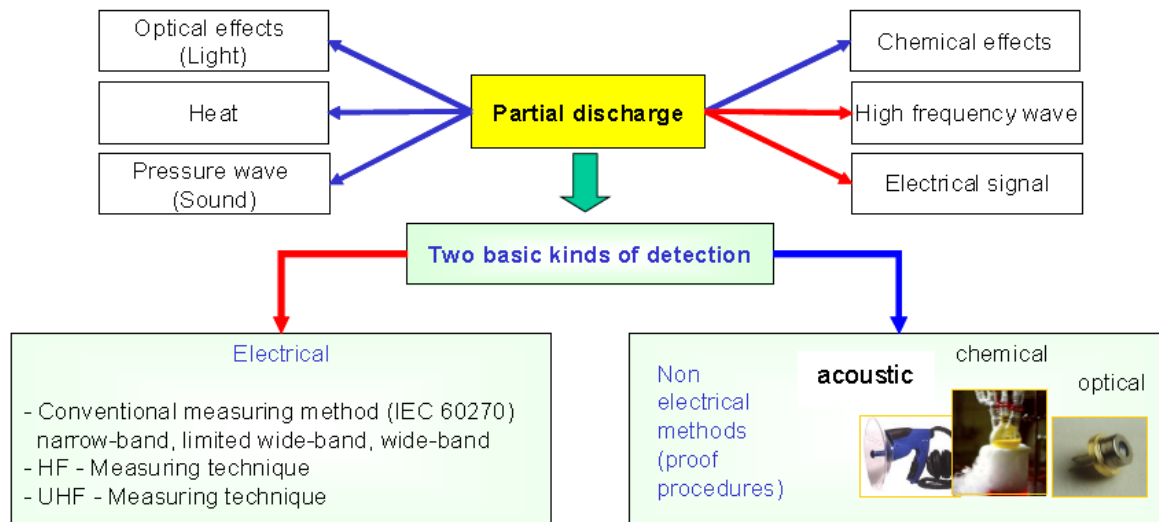 Optical effects
(Light)
Heat
Pressure wave
(Sound)
Partial discharge
Chemical effects
High frequency wave
Electrical signal
Two basic kinds of detection
Electrical
- Conventional measuring method (IEC 60270)
narrow-band, limited wide-band, wide-band
- HF - Measuring technique
- UHF - Measuring technique
Non
electrical
methods
(proof
procedures)
acoustic
chemical
optical